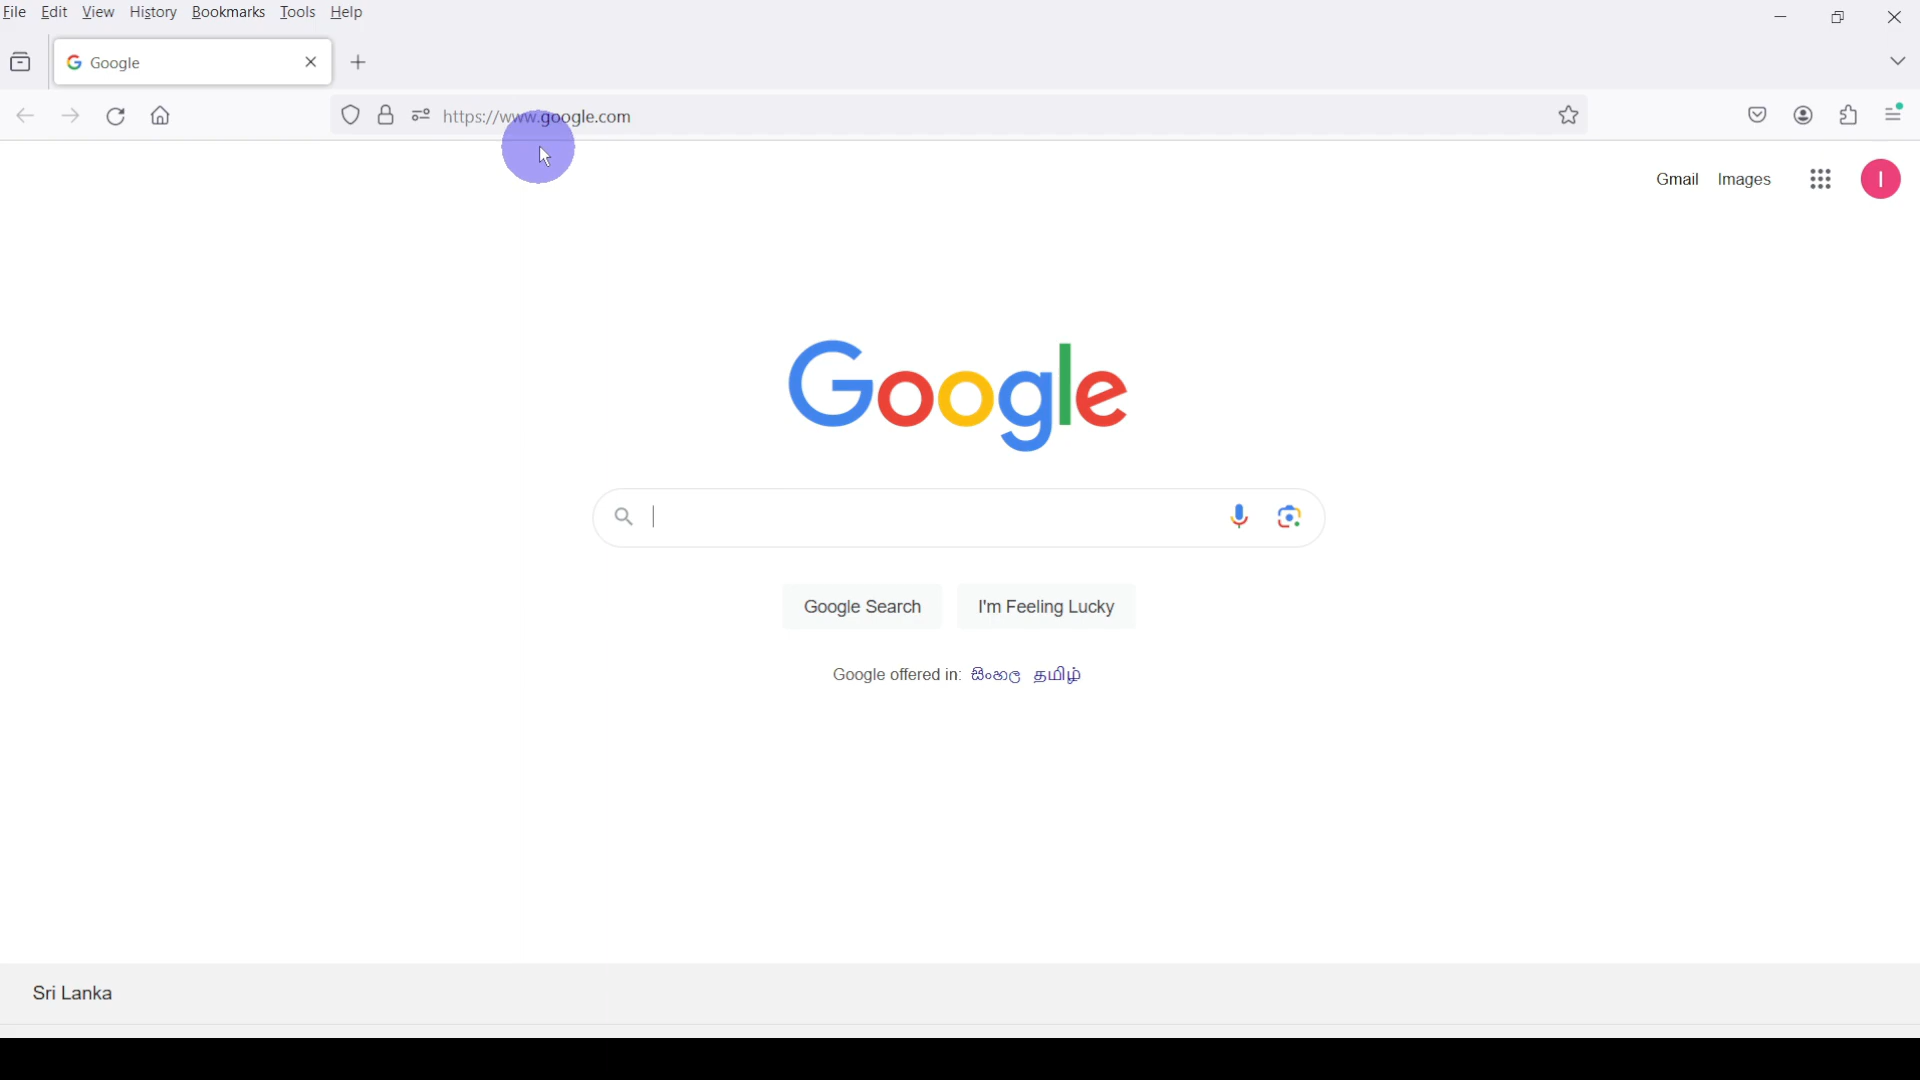 File Edit View History Bookmarks Tools Help
Google
https://www.google.com
Gmail Images
I
Google
Google Search I'm Feeling Lucky
Google offered in: සිංහල தமிழ்
Sri Lanka